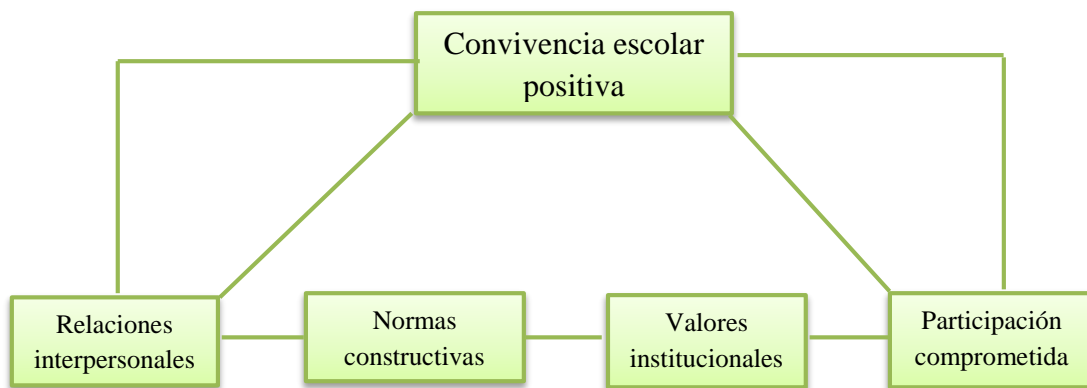 Convivencia escolar
positiva
Relaciones
interpersonales
Normas
constructivas
Valores
institucionales
Participación
comprometida